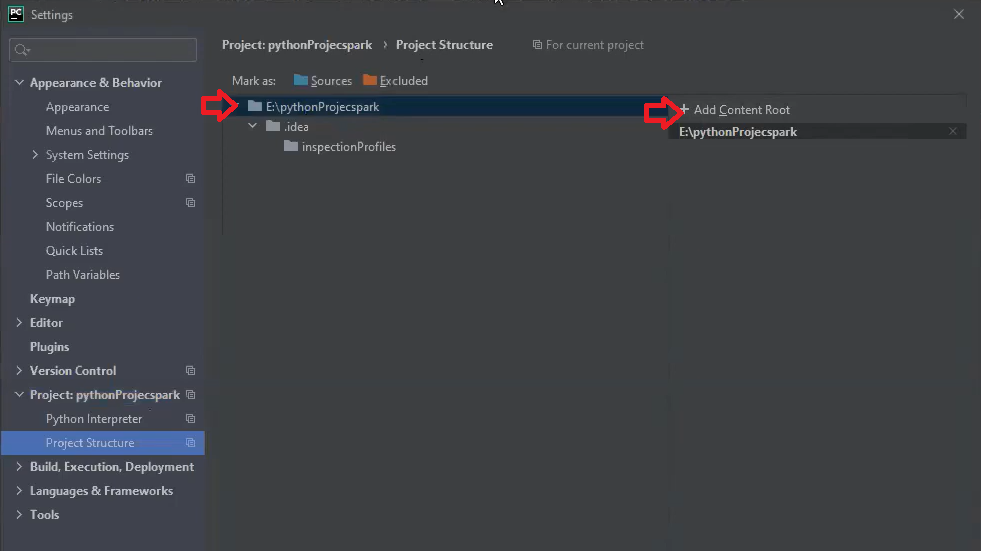 PC Settings
Project: pythonProjecspark › Project Structure For current project
Mark as: Sources Excluded
Appearance & Behavior
Appearance
Menus and Toolbars
System Settings
File Colors
Scopes
Notifications
Quick Lists
Path Variables
Keymap
Editor
Plugins
Version Control
Project: pythonProjecspark
Python Interpreter
Project Structure
Build, Execution, Deployment
Languages & Frameworks
Tools
E:\pythonProjecspark
.idea
inspectionProfiles
+ Add Content Root
E:\pythonProjecspark